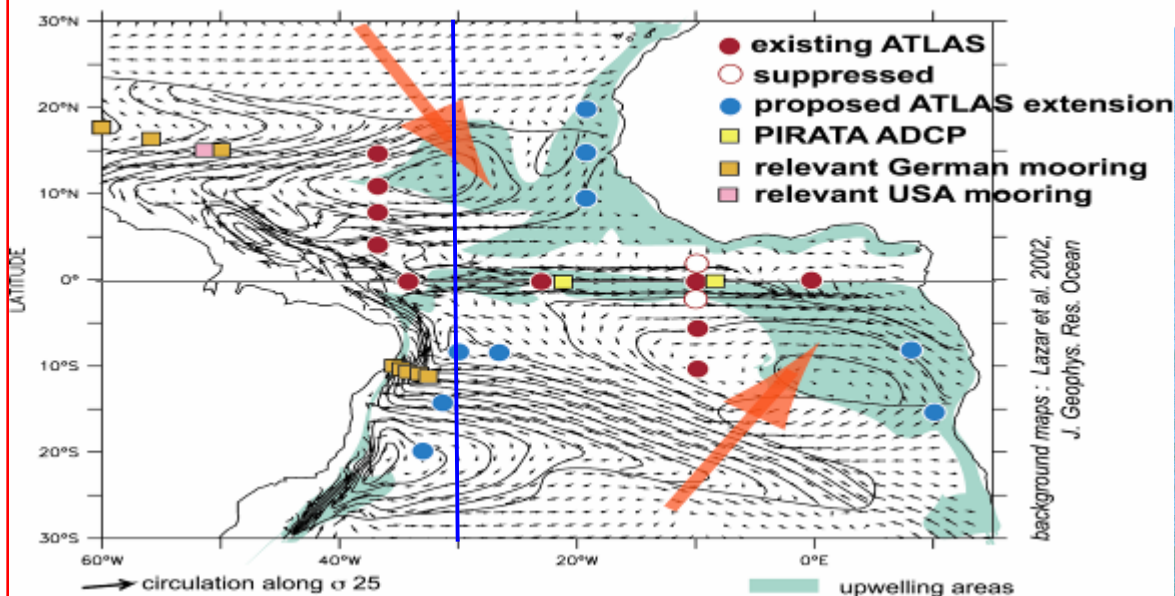 30°N
20°N
10°N
0°
10°S
20°S
30°S
LATITUDE
60°W
40°W
20°W
0°E
existing ATLAS
suppressed
proposed ATLAS extension
PIRATA ADCP
relevant German mooring
relevant USA mooring
background maps : Lazar et al. 2002,
J. Geophys. Res. Ocean
circulation along σ 25
upwelling areas